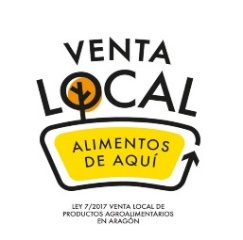 VENTA
LOCAL
ALIMENTOS
DE AQUÍ
LEY 7/2017 VENTA LOCAL DE
PRODUCTOS AGROALIMENTARIOS
EN ARAGÓN